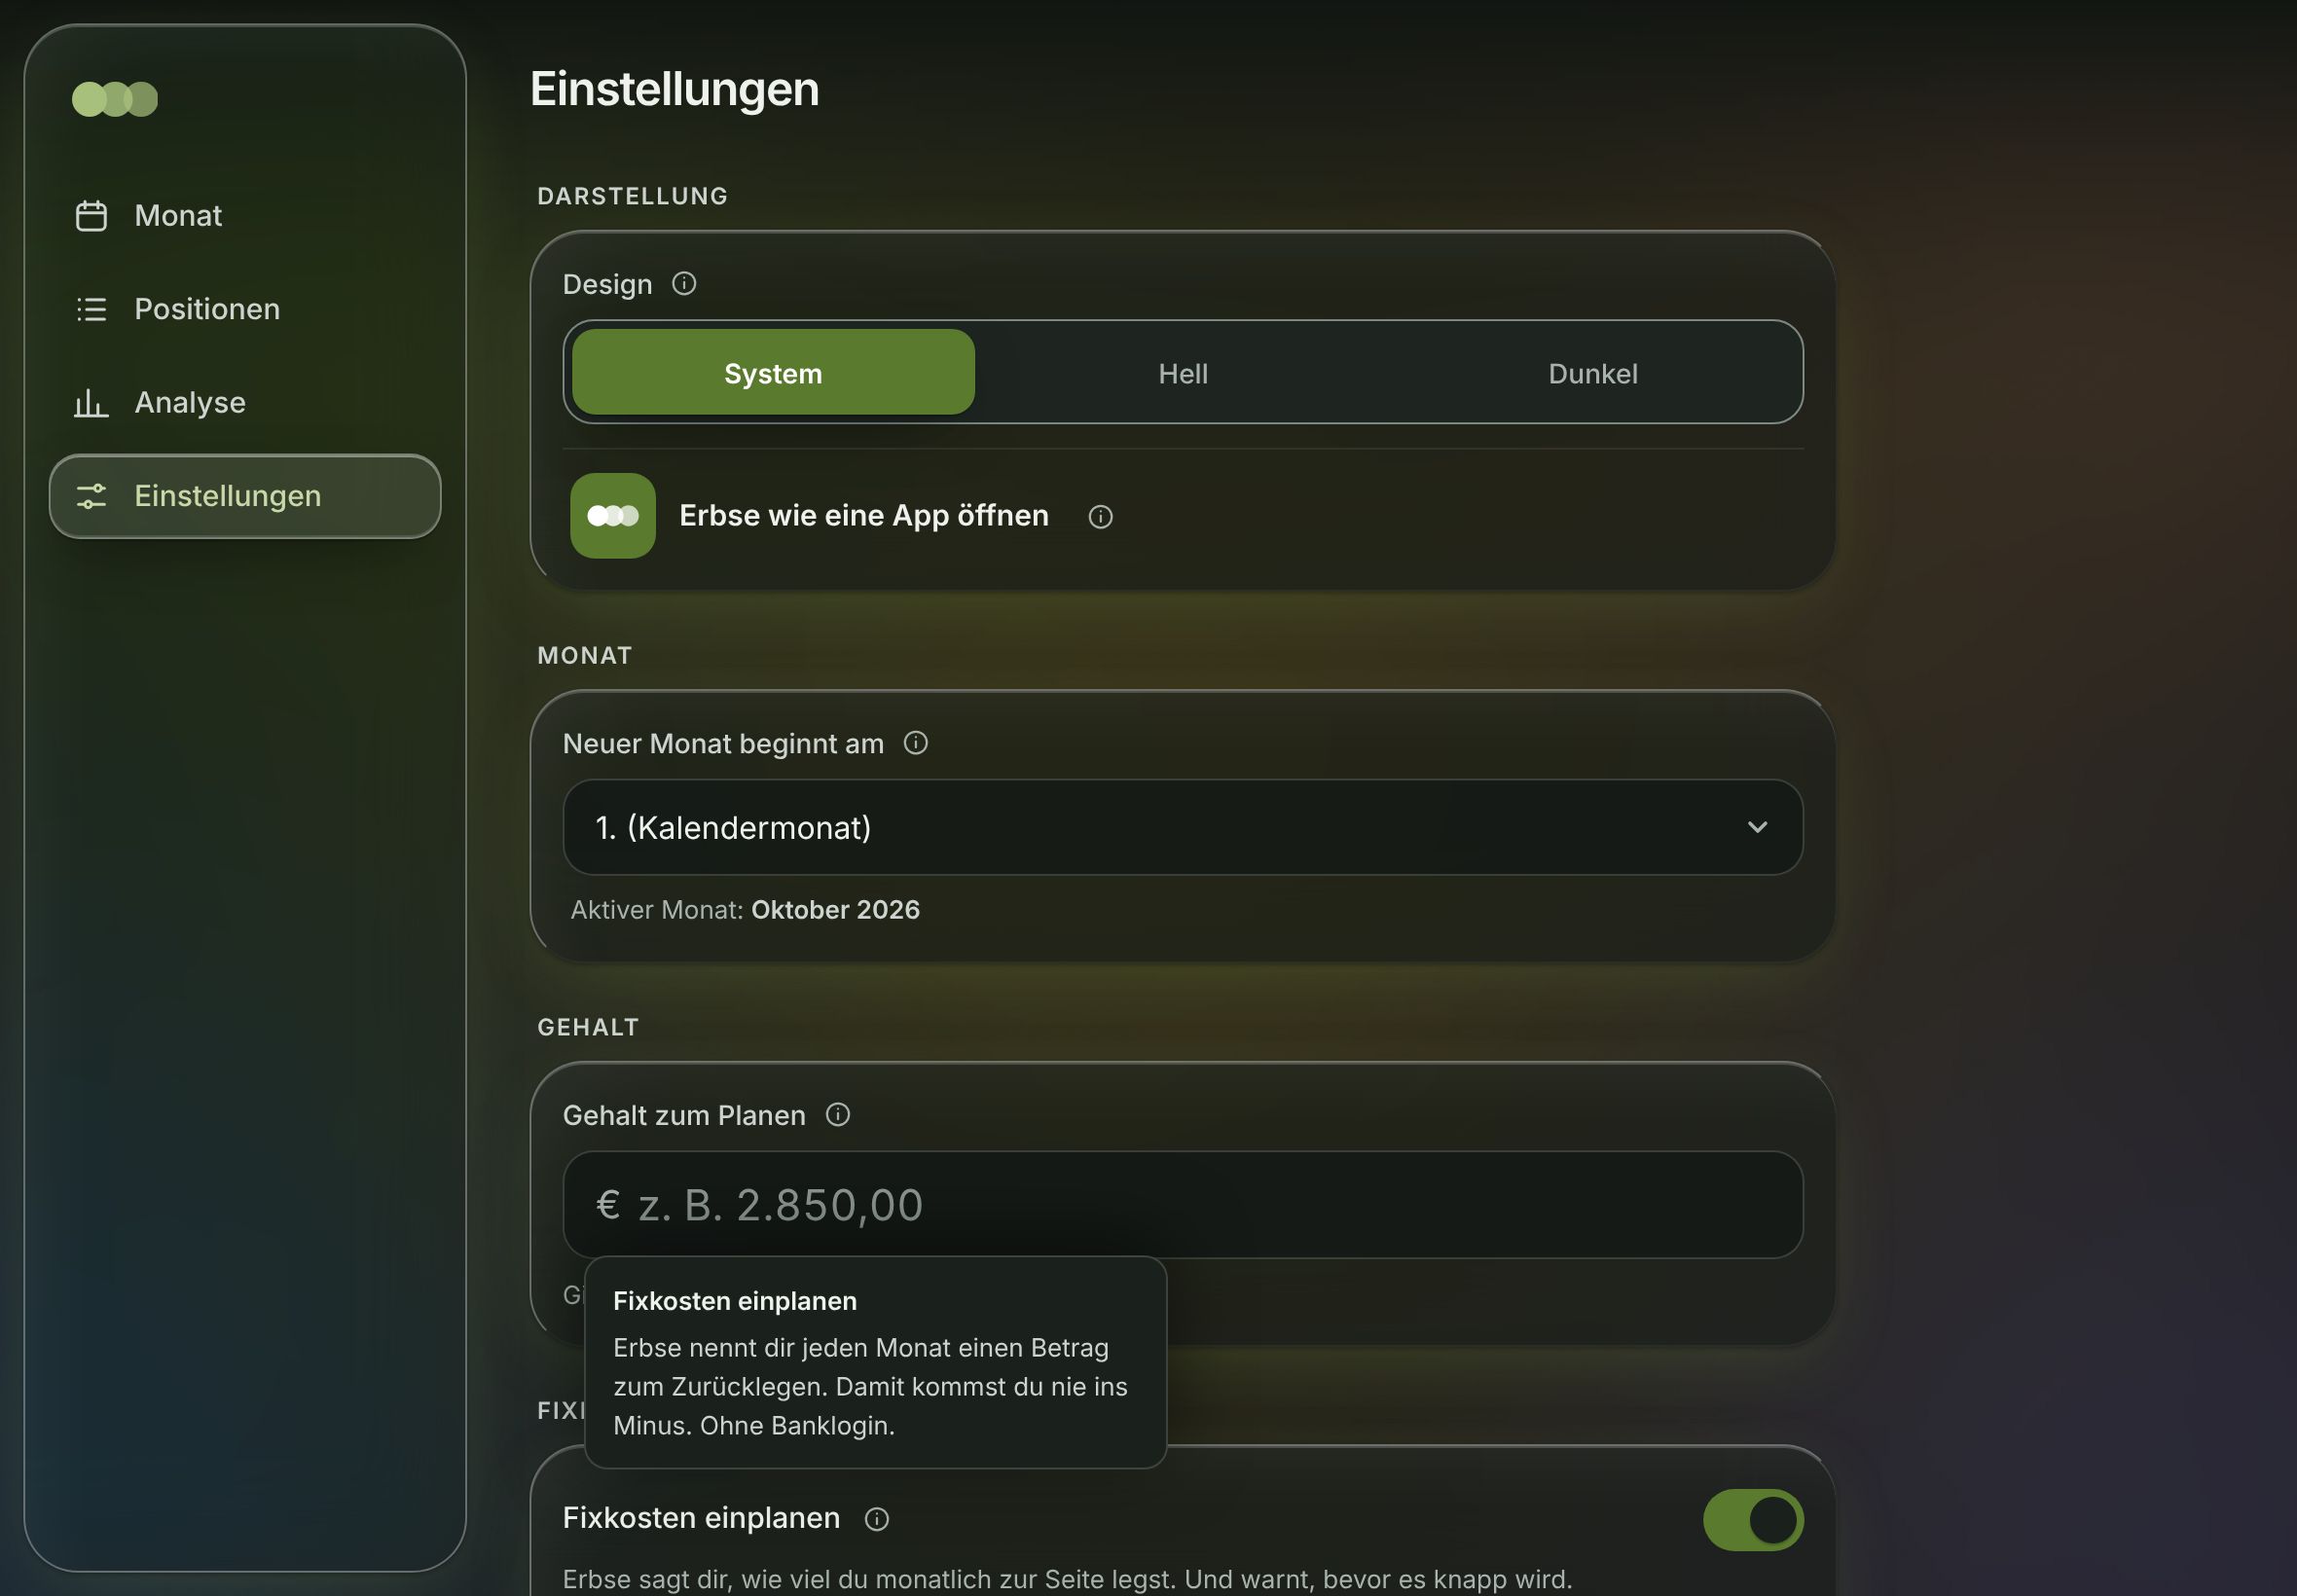 Einstellungen
Monat
Positionen
Analyse
Einstellungen
DARSTELLUNG
Design
System
Hell
Dunkel
Erbse wie eine App öffnen
MONAT
Neuer Monat beginnt am
1. (Kalendermonat)
Aktiver Monat: Oktober 2026
GEHALT
Gehalt zum Planen
€ z. B. 2.850,00
Fixkosten einplanen
Erbse nennt dir jeden Monat einen Betrag
zum Zurücklegen. Damit kommst du nie ins
Minus. Ohne Banklogin.
Fixkosten einplanen
Erbse sagt dir, wie viel du monatlich zur Seite legst. Und warnt, bevor es knapp wird.